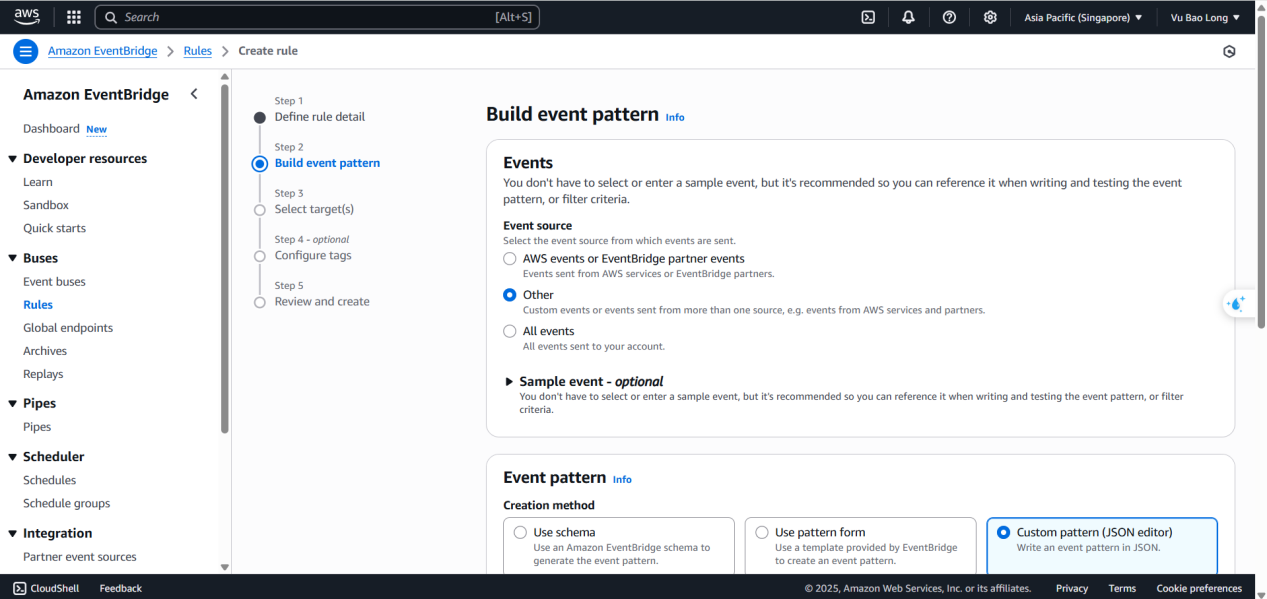 aws
Search
[Alt+S]
Asia Pacific (Singapore)
Vu Bao Long
Amazon EventBridge
Rules
Create rule
Amazon EventBridge
Dashboard New
Developer resources
Learn
Sandbox
Quick starts
Buses
Event buses
Rules
Global endpoints
Archives
Replays
Pipes
Pipes
Scheduler
Schedules
Schedule groups
Integration
Partner event sources
Step 1
Define rule detail
Step 2
Build event pattern
Step 3
Select target(s)
Step 4 - optional
Configure tags
Step 5
Review and create
Build event pattern Info
Events
You don't have to select or enter a sample event, but it's recommended so you can reference it when writing and testing the event
pattern, or filter criteria.
Event source
Select the event source from which events are sent.
AWS events or EventBridge partner events
Events sent from AWS services or EventBridge partners.
Other
Custom events or events sent from more than one source, e.g. events from AWS services and partners.
All events
All events sent to your account.
Sample event - optional
You don't have to select or enter a sample event, but it's recommended so you can reference it when writing and testing the event pattern, or filter
criteria.
Event pattern Info
Creation method
Use schema
Use an Amazon EventBridge schema to
generate the event pattern.
Use pattern form
Use a template provided by EventBridge
to create an event pattern.
Custom pattern (JSON editor)
Write an event pattern in JSON.
CloudShell
Feedback
© 2025, Amazon Web Services, Inc. or its affiliates.
Privacy
Terms
Cookie preferences